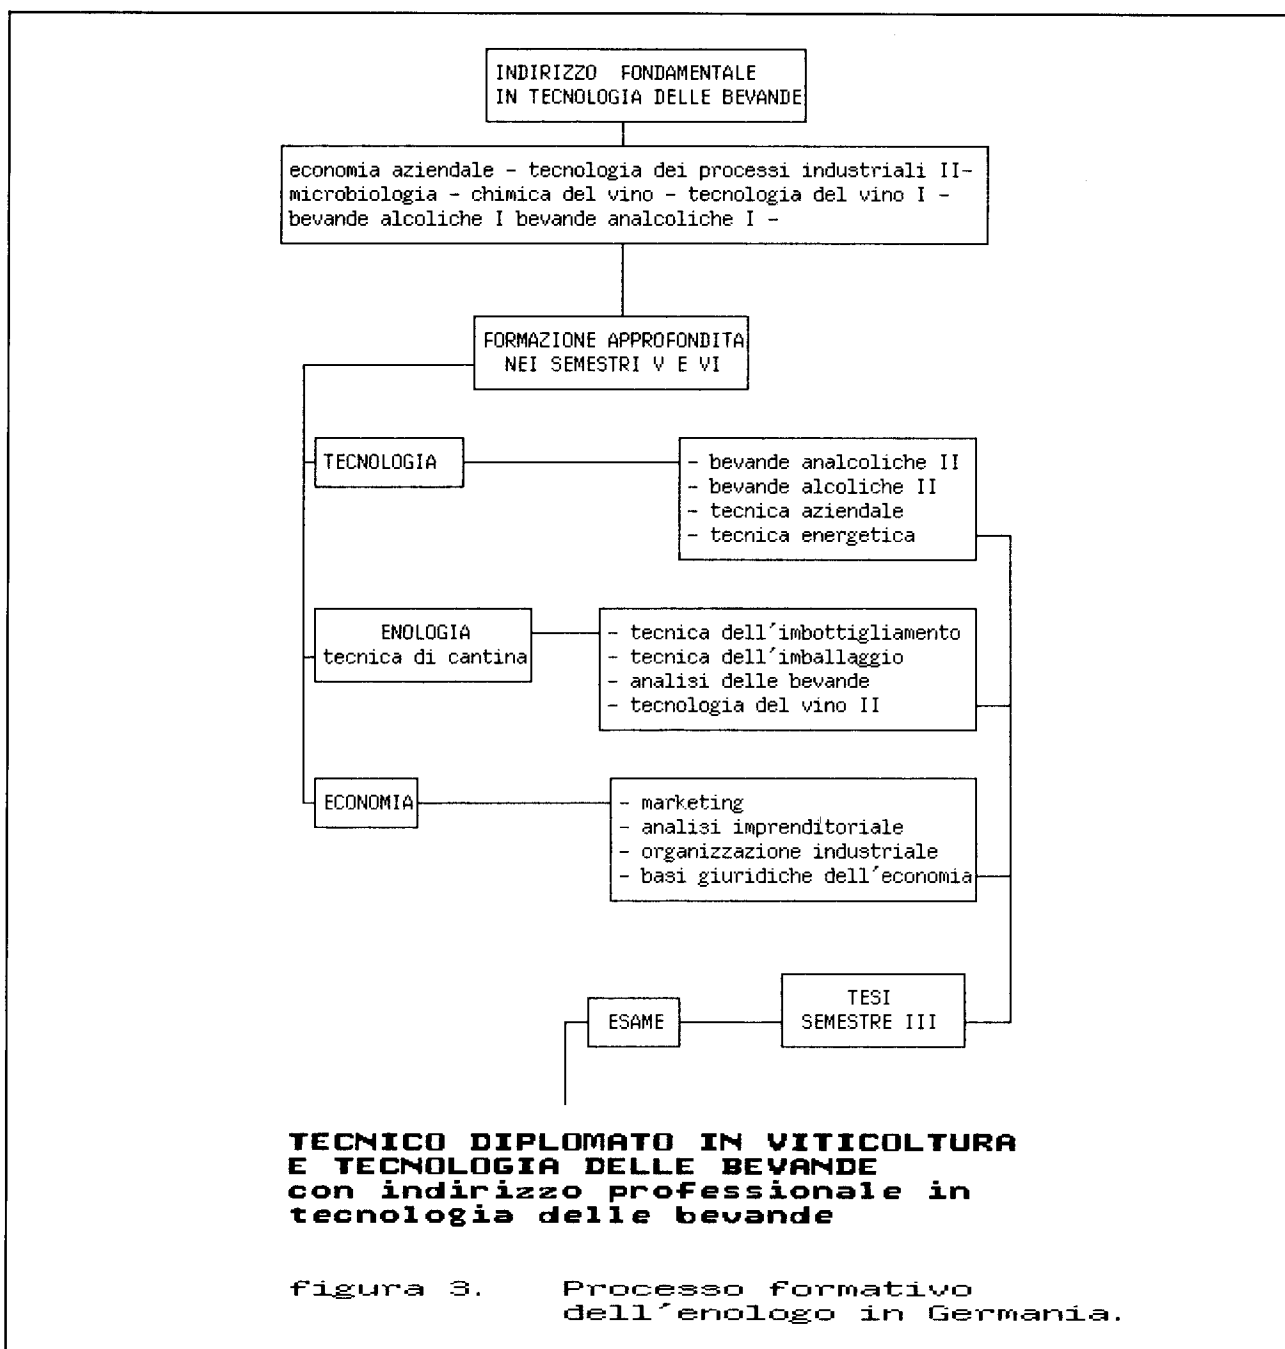 INDIRIZZO FONDAMENTALE
IN TECNOLOGIA DELLE BEVANDE
economia aziendale - tecnologia dei processi industriali II-
microbiologia - chimica del vino - tecnologia del vino I -
bevande alcoliche I bevande analcoliche I -
FORMAZIONE APPROFONDITA
NEI SEMESTRI V E VI
TECNOLOGIA
- bevande analcoliche II
- bevande alcoliche II
- tecnica aziendale
- tecnica energetica
ENOLOGIA
tecnica di cantina
- tecnica dell'imbottigliamento
- tecnica dell'imballaggio
- analisi delle bevande
- tecnologia del vino II
ECONOMIA
- marketing
- analisi imprenditoriale
- organizzazione industriale
- basi giuridiche dell'economia
TESI
SEMESTRE III
ESAME
TECNICO DIPLOMATO IN VITICOLTURA
E TECNOLOGIA DELLE BEVANDE
con indirizzo professionale in
tecnologia delle bevande
figura 3. Processo formativo
dell'enologo in Germania.